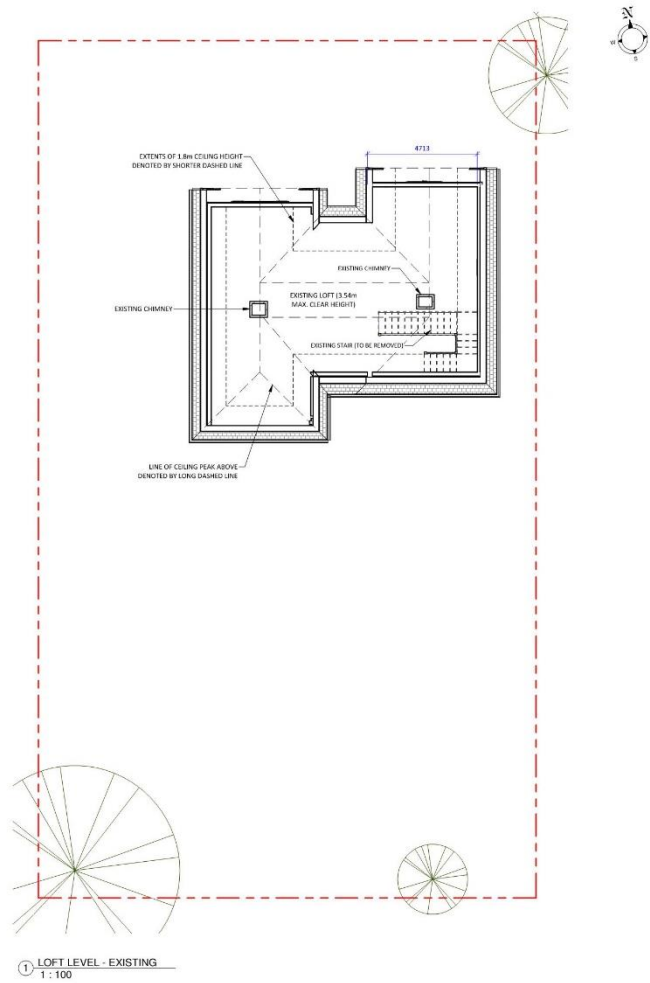 N
W
S
EXTENTS OF 1.8m CEILING HEIGHT
DENOTED BY SHORTER DASHED LINE
4713
EXISTING CHIMNEY
EXISTING LOFT (3.54m
MAX. CLEAR HEIGHT)
EXISTING CHIMNEY
EXISTING STAIR (TO BE REMOVED)
LINE OF CEILING PEAK ABOVE
DENOTED BY LONG DASHED LINE
1 LOFT LEVEL - EXISTING
1 : 100